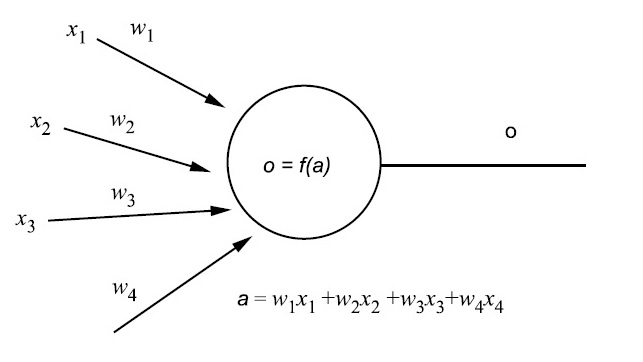 x₁ w₁
x₂ w₂
o
o = f(a)
w₃
x₃
w₄
a = w₁x₁ +w₂x₂ +w₃x₃+w₄x₄